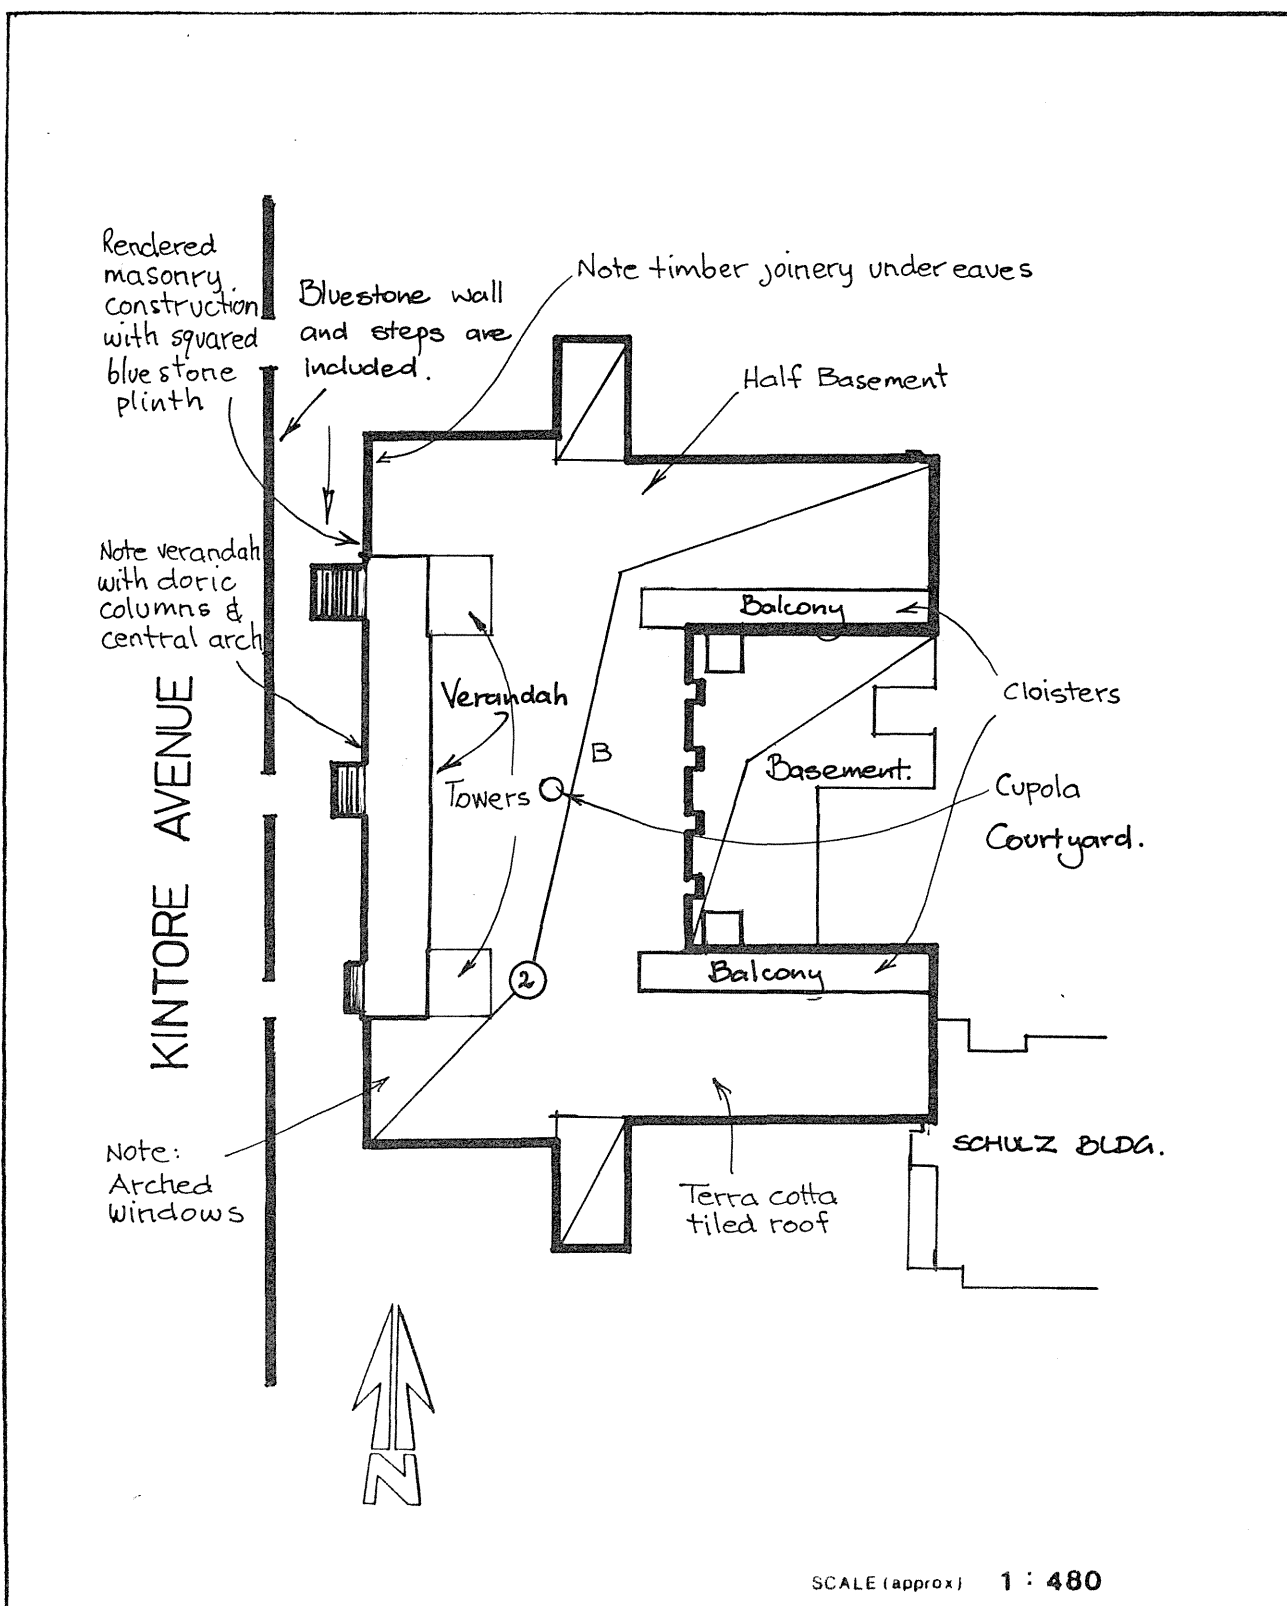 Rendered
masonry
construction
with squared
bluestone
plinth
Bluestone wall
and steps are
included.
Note timber joinery under eaves
Half Basement
Note verandah
with doric
columns &
central arch
Balcony
Cloisters
Verandah
B
Basement.
Towers
Cupola
Courtyard.
KINTORE AVENUE
2
Balcony
Note:
Arched
Windows
SCHULZ BLDG.
Terra cotta
tiled roof
N
SCALE (approx) 1 : 480